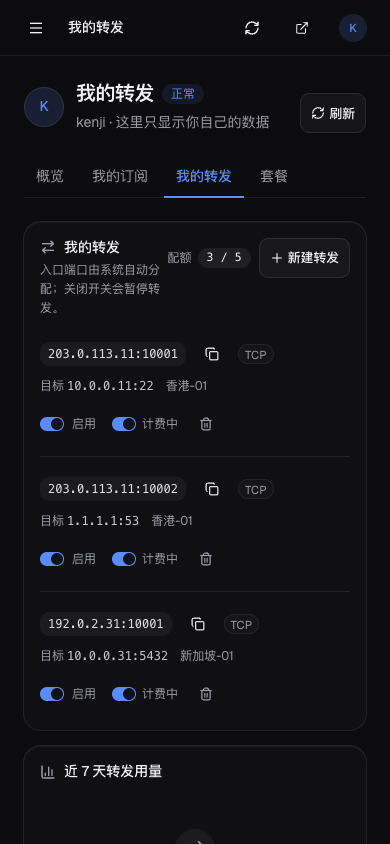 我的转发
K
K
我的转发 正常
kenji · 这里只显示你自己的数据
刷新
概览 我的订阅 我的转发 套餐
我的转发
入口端口由系统自动分配；关闭开关会暂停转发。
配额 3 / 5
新建转发
203.0.113.11:10001 TCP
目标 10.0.0.11:22 香港-01
启用 计费中
203.0.113.11:10002 TCP
目标 1.1.1.1:53 香港-01
启用 计费中
192.0.2.31:10001 TCP
目标 10.0.0.31:5432 新加坡-01
启用 计费中
近 7 天转发用量